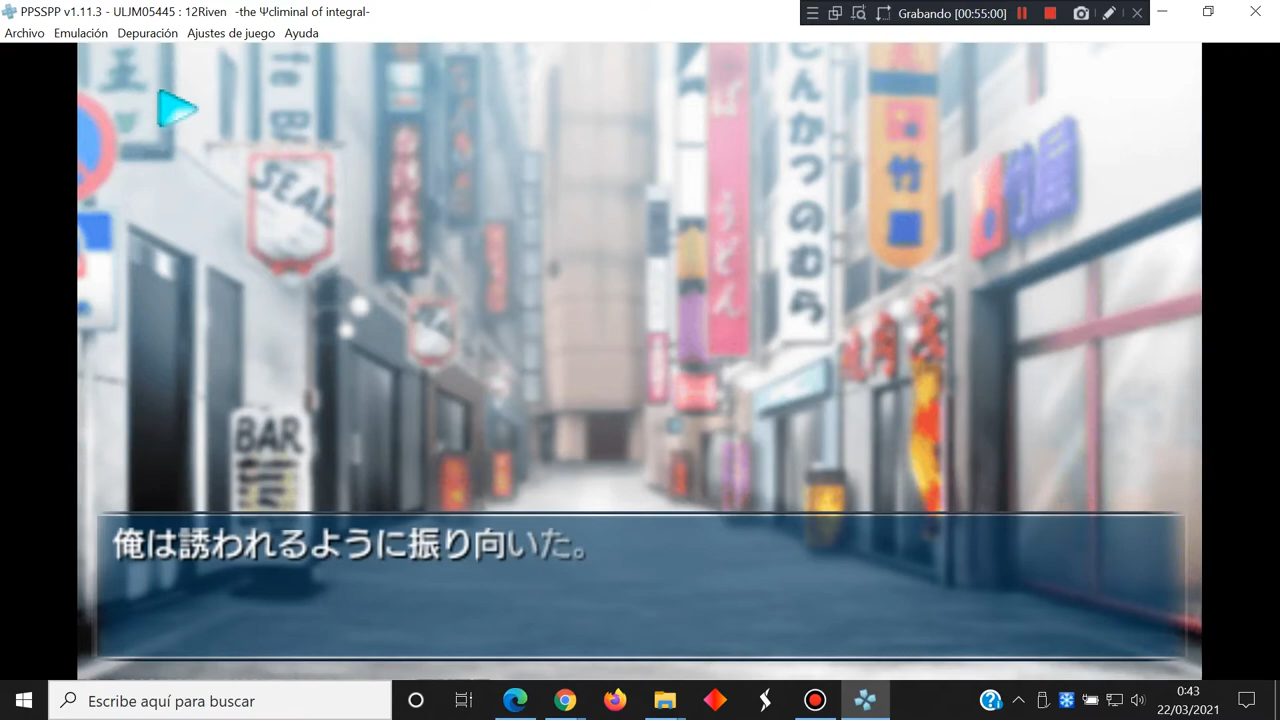 PPSSPP v1.11.3 - ULUM05445 : 12Riven -the Ψcliminal of integral-
Grabando [00:55:00]
Archivo Emulación Depuración Ajustes de juego Ayuda
SEAL
うどん
とんかつ のむら
竹
BAR
俺は誘われるように振り向いた。
Escribe aquí para buscar
0:43
22/03/2021